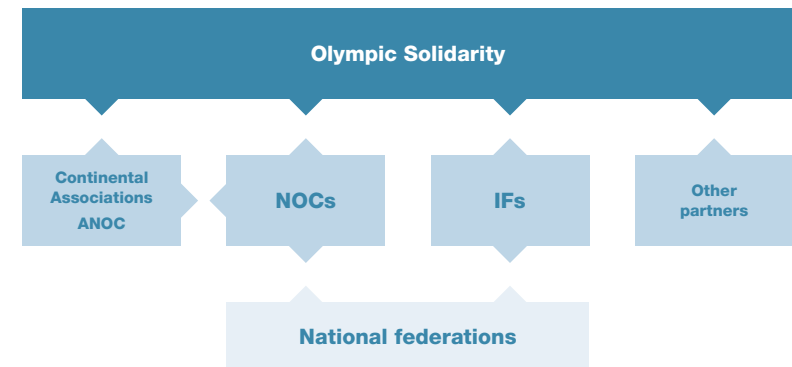 Olympic Solidarity
Continental
Associations
ANOC
NOCs
IFs
Other
partners
National federations